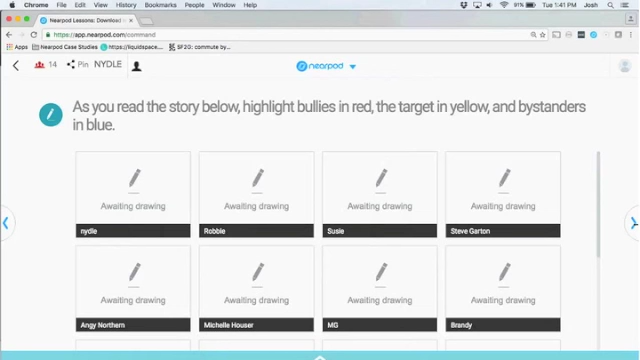 Chrome File Edit View History Bookmarks People Window Help 91% Tue 1:41 PM Josh
Nearpod Lessons: Download
https://app.nearpod.com/command
Apps Nearpod Case Studies https://liquidspace. SF2G: commute by
14 Pin NYDLE nearpod
As you read the story below, highlight bullies in red, the target in yellow, and bystanders
in blue.
Awaiting drawing Awaiting drawing Awaiting drawing Awaiting drawing
nydle Robbie Susie Steve Garton
Awaiting drawing Awaiting drawing Awaiting drawing Awaiting drawing
Angy Northern Michelle Houser MG Brandy